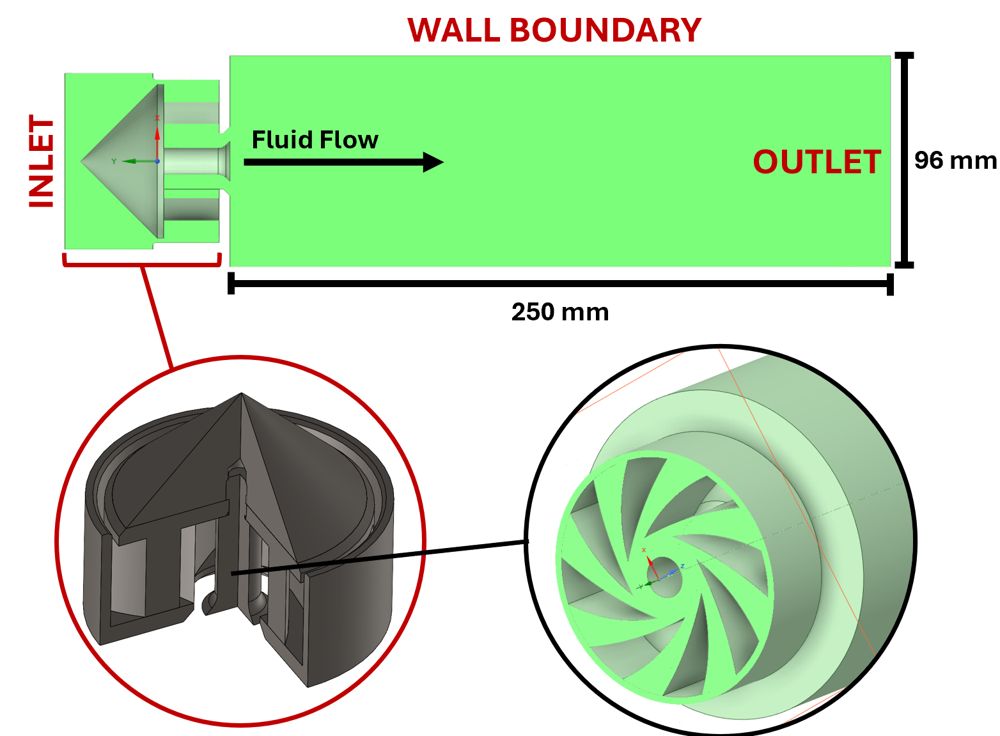 WALL BOUNDARY
INLET
X
Y
Fluid Flow
OUTLET
96 mm
250 mm
X
Y
Z